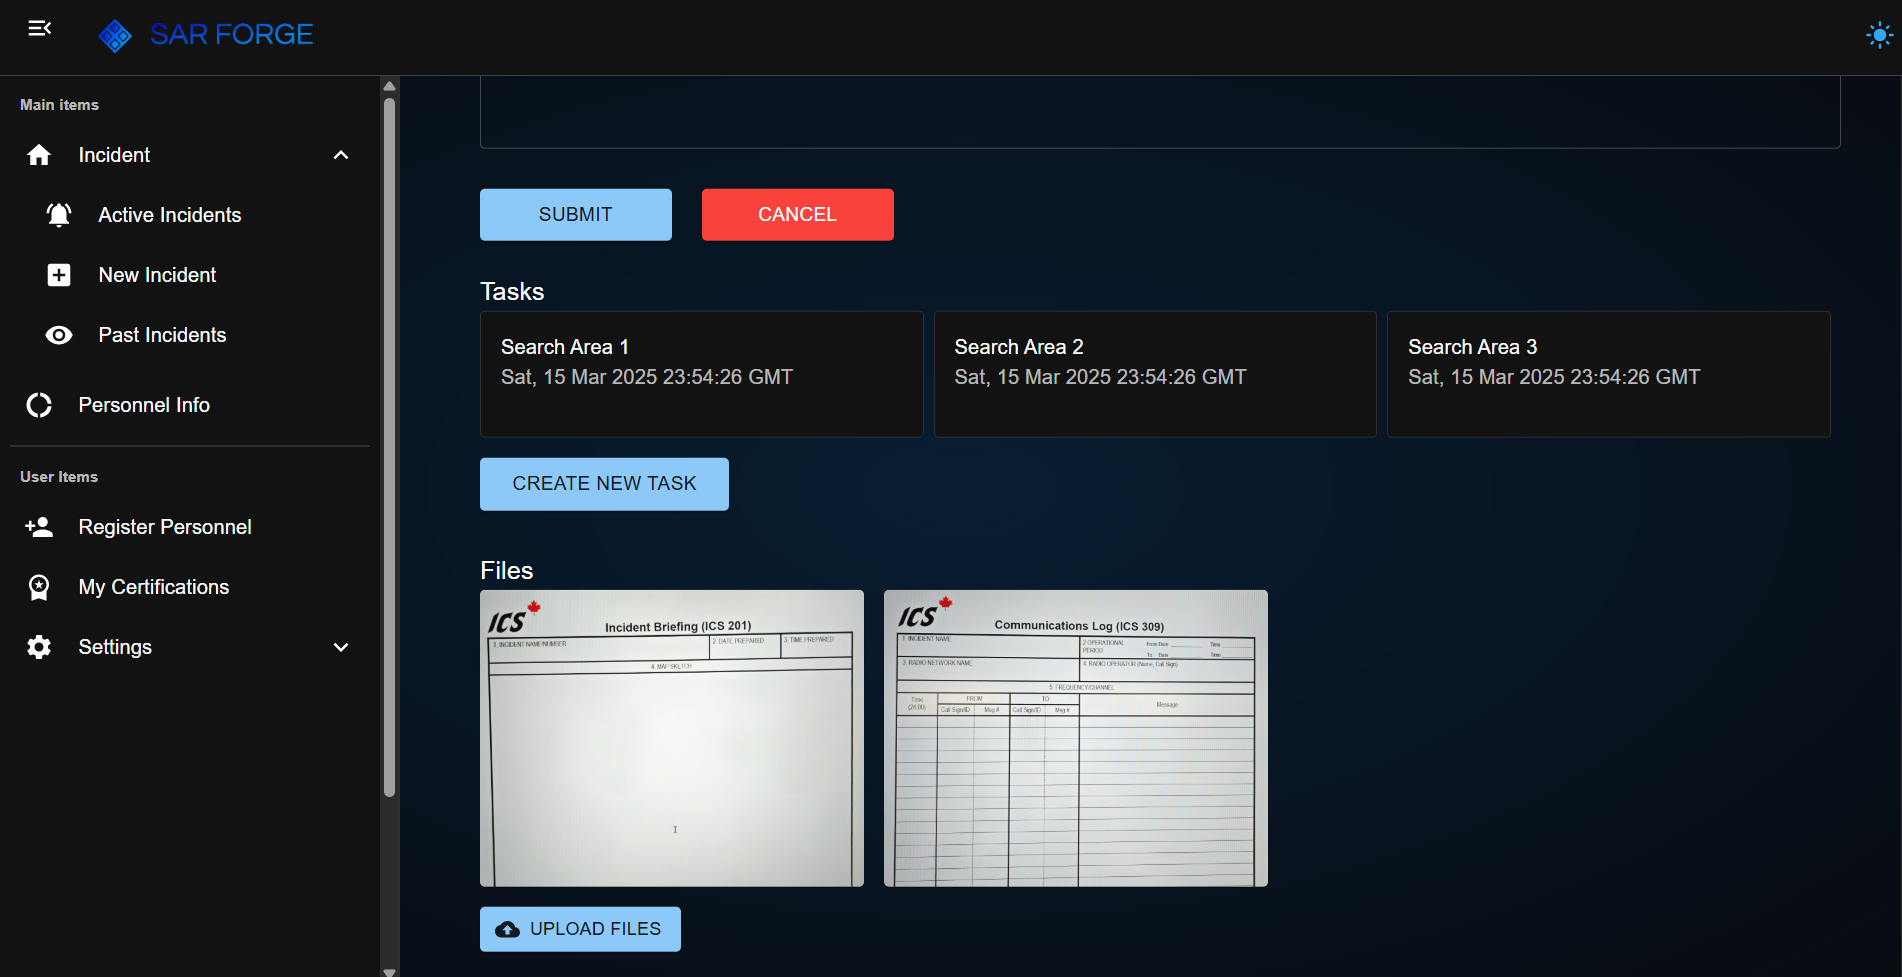 SAR FORGE
Main items
Incident
Active Incidents
New Incident
Past Incidents
Personnel Info
User Items
Register Personnel
My Certifications
Settings
SUBMIT
CANCEL
Tasks
Search Area 1
Sat, 15 Mar 2025 23:54:26 GMT
Search Area 2
Sat, 15 Mar 2025 23:54:26 GMT
Search Area 3
Sat, 15 Mar 2025 23:54:26 GMT
CREATE NEW TASK
Files
ICS
Incident Briefing (ICS 201)
1. INCIDENT NAME/NUMBER
2. DATE PREPARED
3. TIME PREPARED
4. MAP SKETCH
ICS
Communications Log (ICS 309)
1. INCIDENT NAME
2 OPERATIONAL PERIOD
From Date
Time
To Date
Time
3. RADIO NETWORK NAME
4. RADIO OPERATOR (Name, Call Sign)
5. FREQUENCY/CHANNEL
Time (24:00)
FROM
TO
Message
Call Sign/ID
Msg #
Call Sign/ID
Msg #
UPLOAD FILES